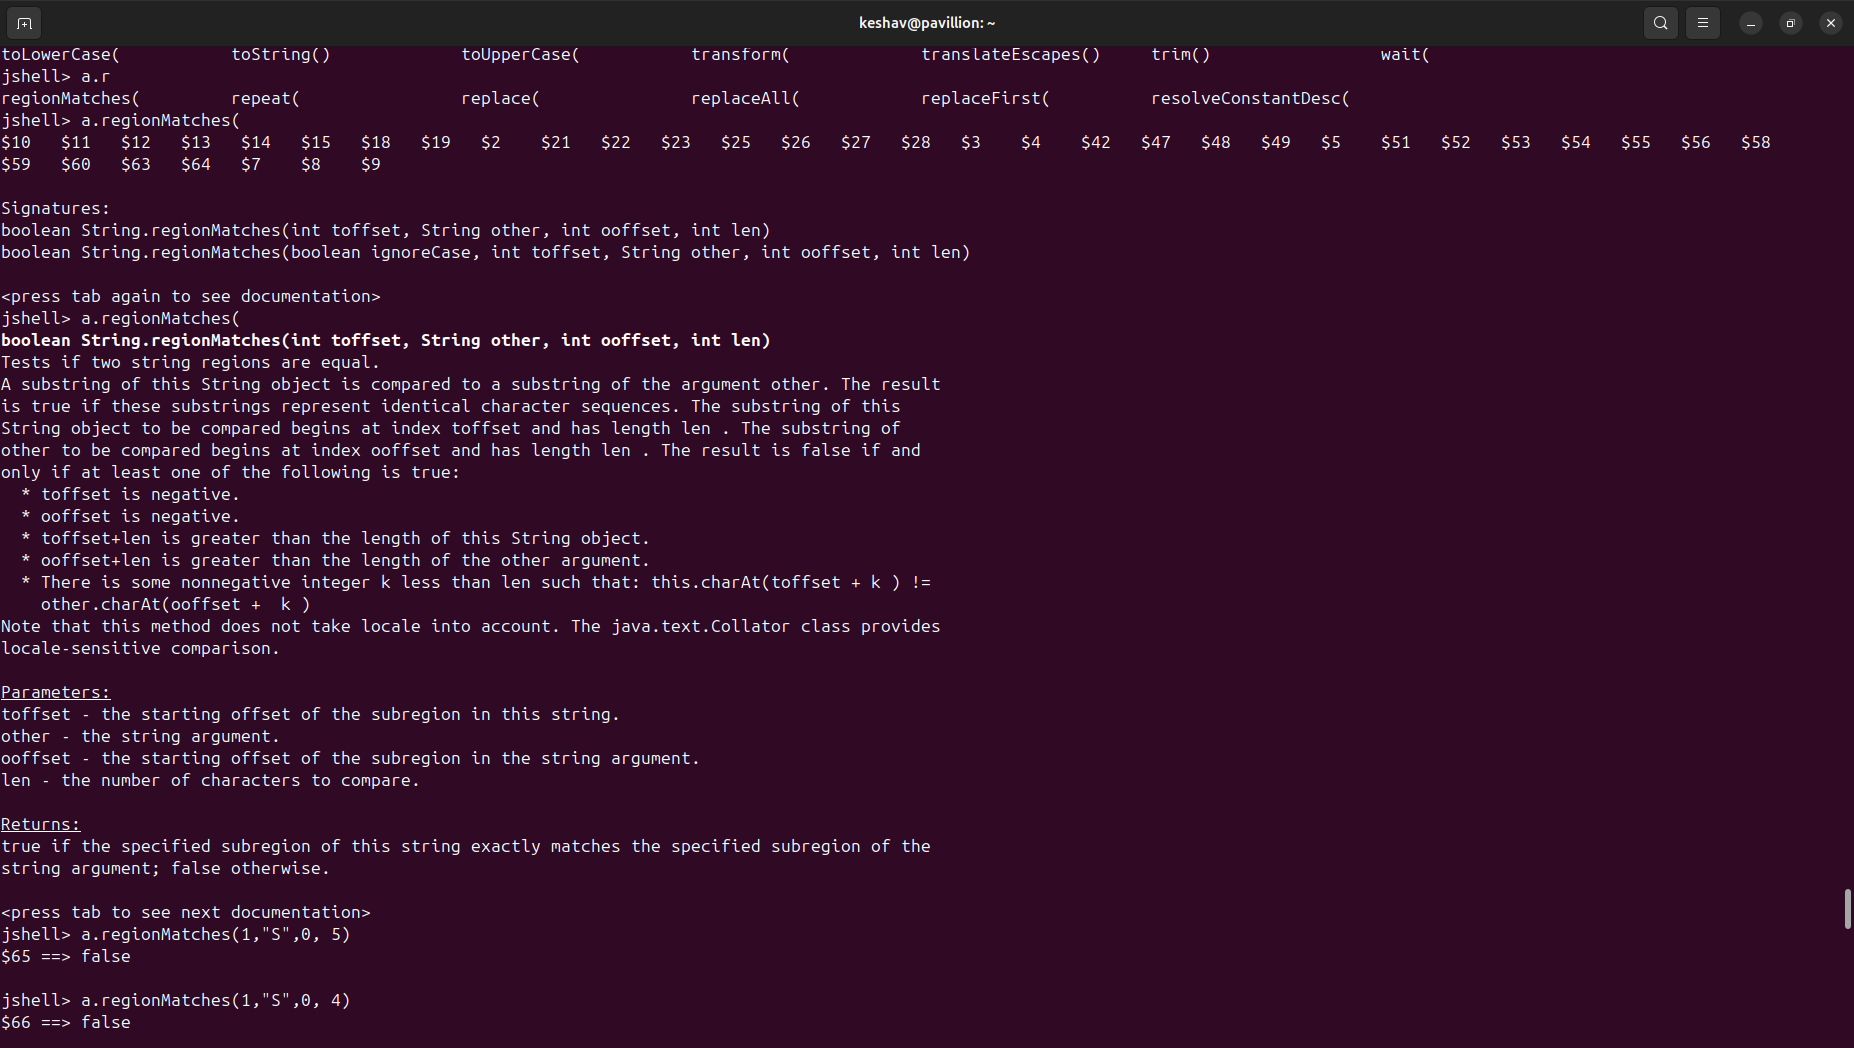 keshav@pavillion: ~
toLowerCase( toString() toUpperCase( transform( translateEscapes() trim() wait(
jshell> a.r
regionMatches( repeat( replace( replaceAll( replaceFirst( resolveConstantDesc(
jshell> a.regionMatches(
$10 $11 $12 $13 $14 $15 $18 $19 $2 $21 $22 $23 $25 $26 $27 $28 $3 $4 $42 $47 $48 $49 $5 $51 $52 $53 $54 $55 $56 $58
$59 $60 $63 $64 $7 $8 $9
Signatures:
boolean String.regionMatches(int toffset, String other, int ooffset, int len)
boolean String.regionMatches(boolean ignoreCase, int toffset, String other, int ooffset, int len)
<press tab again to see documentation>
jshell> a.regionMatches(
boolean String.regionMatches(int toffset, String other, int ooffset, int len)
Tests if two string regions are equal.
A substring of this String object is compared to a substring of the argument other. The result
is true if these substrings represent identical character sequences. The substring of this
String object to be compared begins at index toffset and has length len . The substring of
other to be compared begins at index ooffset and has length len . The result is false if and
only if at least one of the following is true:
* toffset is negative.
* ooffset is negative.
* toffset+len is greater than the length of this String object.
* ooffset+len is greater than the length of the other argument.
* There is some nonnegative integer k less than len such that: this.charAt(toffset + k ) !=
other.charAt(ooffset +  k )
Note that this method does not take locale into account. The java.text.Collator class provides
locale-sensitive comparison.
Parameters:
toffset - the starting offset of the subregion in this string.
other - the string argument.
ooffset - the starting offset of the subregion in the string argument.
len - the number of characters to compare.
Returns:
true if the specified subregion of this string exactly matches the specified subregion of the
string argument; false otherwise.
<press tab to see next documentation>
jshell> a.regionMatches(1,"S",0, 5)
$65 ==> false
jshell> a.regionMatches(1,"S",0, 4)
$66 ==> false